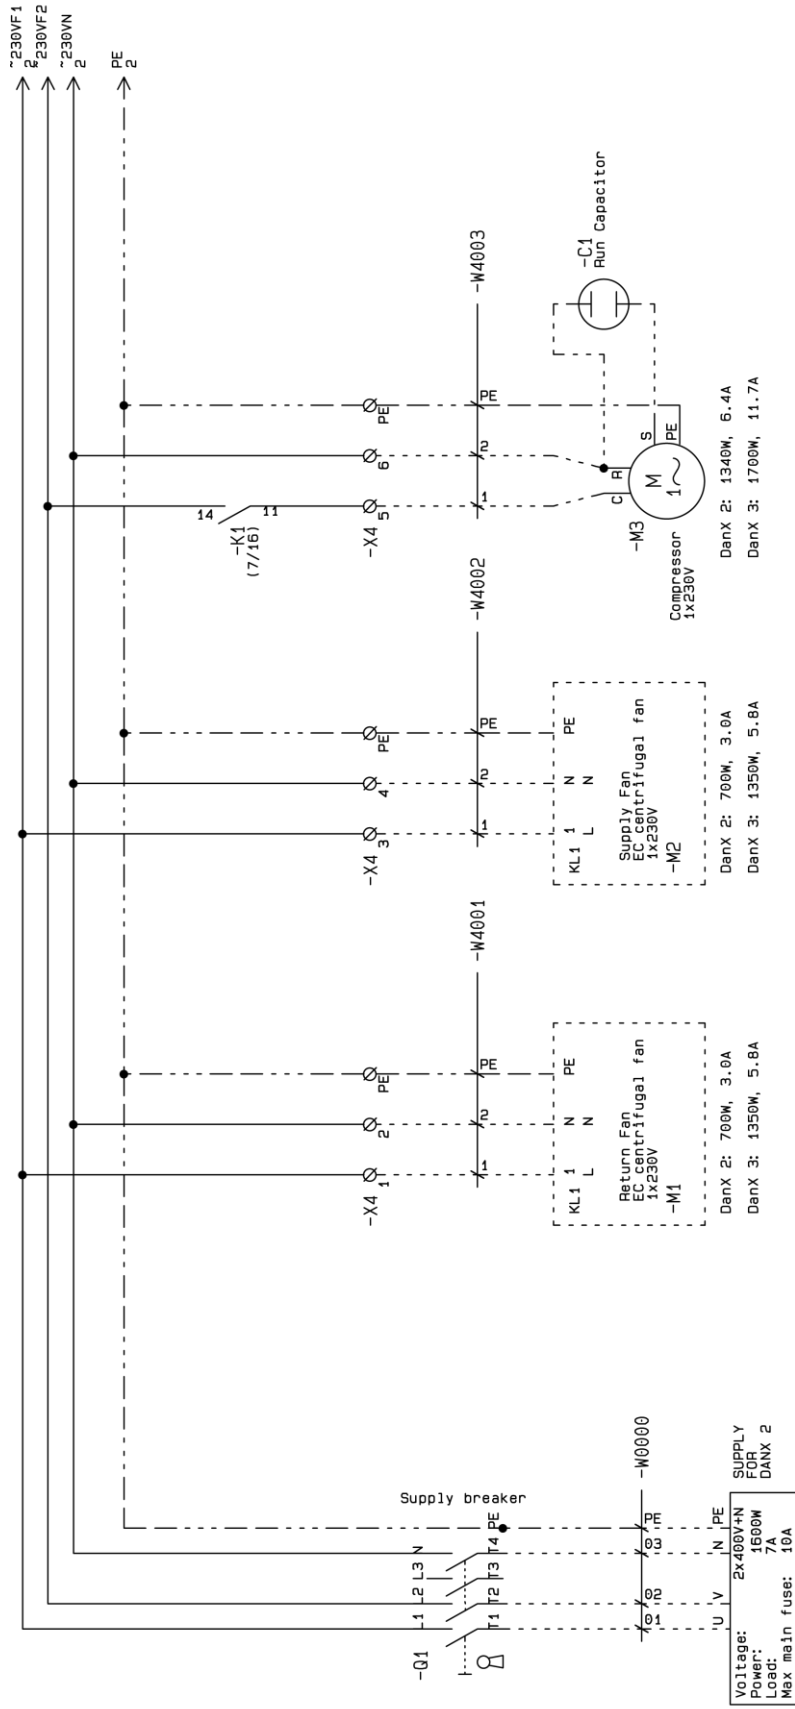 ~230VF1
2
~230VF2
2
~230VN
2
PE
2
-Q1
L1
L2
L3
N
T1
T2
T3
T4
PE
Supply breaker
-W0000
01
02
03
PE
U
V
N
PE
Voltage: 2x400V+N
Power: 1600W
Load: 7A
Max main fuse: 10A
SUPPLY
FOR
DANX 2
-X4
1
2
PE
-W4001
1
2
PE
KL1 1 N PE
L N
Return Fan
EC centrifugal fan
1x230V
-M1
DanX 2: 700W, 3.0A
DanX 3: 1350W, 5.8A
-X4
3
4
PE
-W4002
1
2
PE
KL1 1 N PE
L N
Supply Fan
EC centrifugal fan
1x230V
-M2
DanX 2: 700W, 3.0A
DanX 3: 1350W, 5.8A
14
-K1
(7/16)
11
-X4
5
6
PE
-W4003
1
2
PE
-C1
Run Capacitor
-M3
C
R
S
PE
M
1~
Compressor
1x230V
DanX 2: 1340W, 6.4A
DanX 3: 1700W, 11.7A